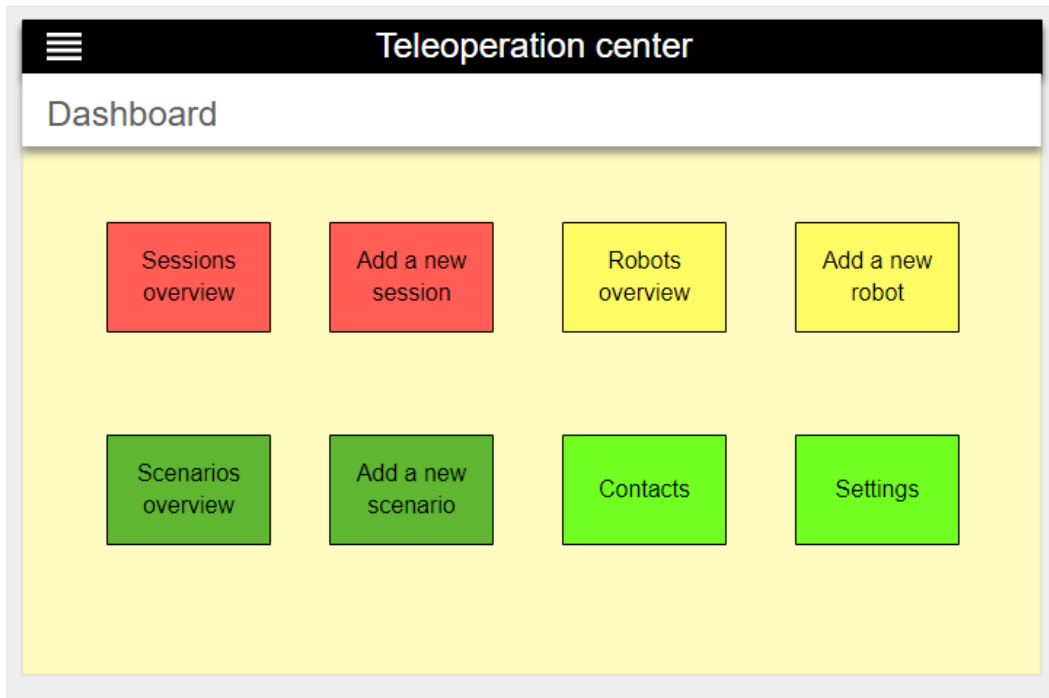 Teleoperation center
Dashboard
Sessions
overview
Add a new
session
Robots
overview
Add a new
robot
Scenarios
overview
Add a new
scenario
Contacts
Settings